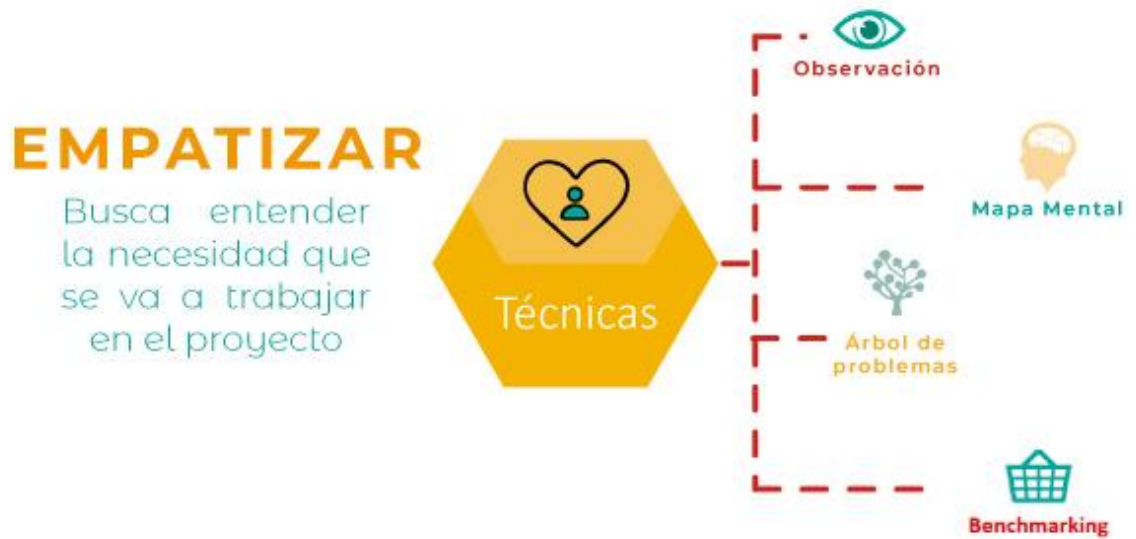 EMPATIZAR
Busca entender
la necesidad que
se va a trabajar
en el proyecto
Técnicas
Observación
Mapa Mental
Árbol de
problemas
Benchmarking